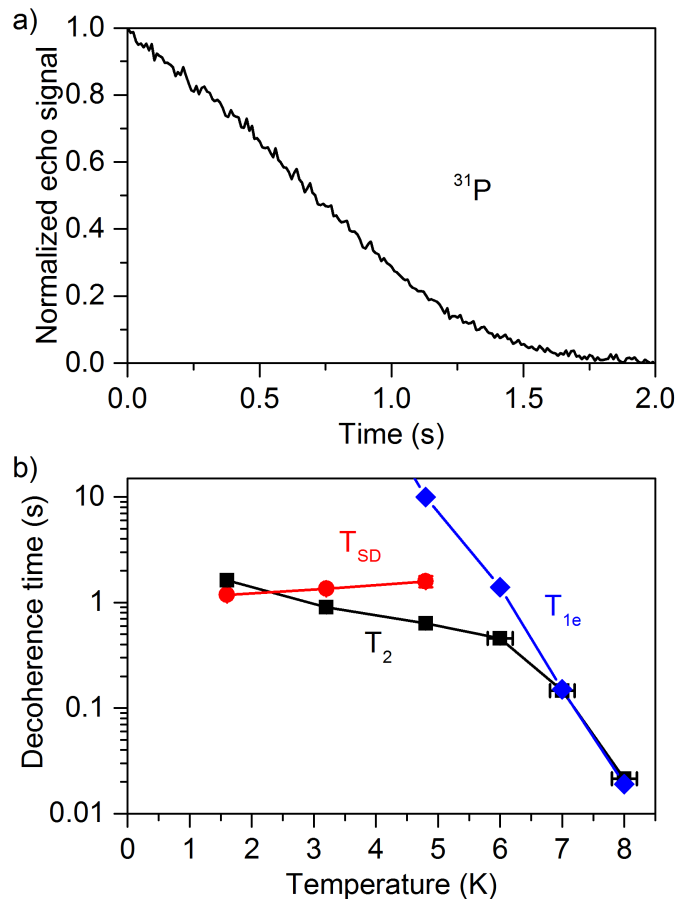 a)
1.0
0.8
0.6
0.4
0.2
0.0
Normalized echo signal
31P
0.0 0.5 1.0 1.5 2.0
Time (s)
b)
10
1
0.1
0.01
Decoherence time (s)
TSD
T2
T1e
0 1 2 3 4 5 6 7 8
Temperature (K)